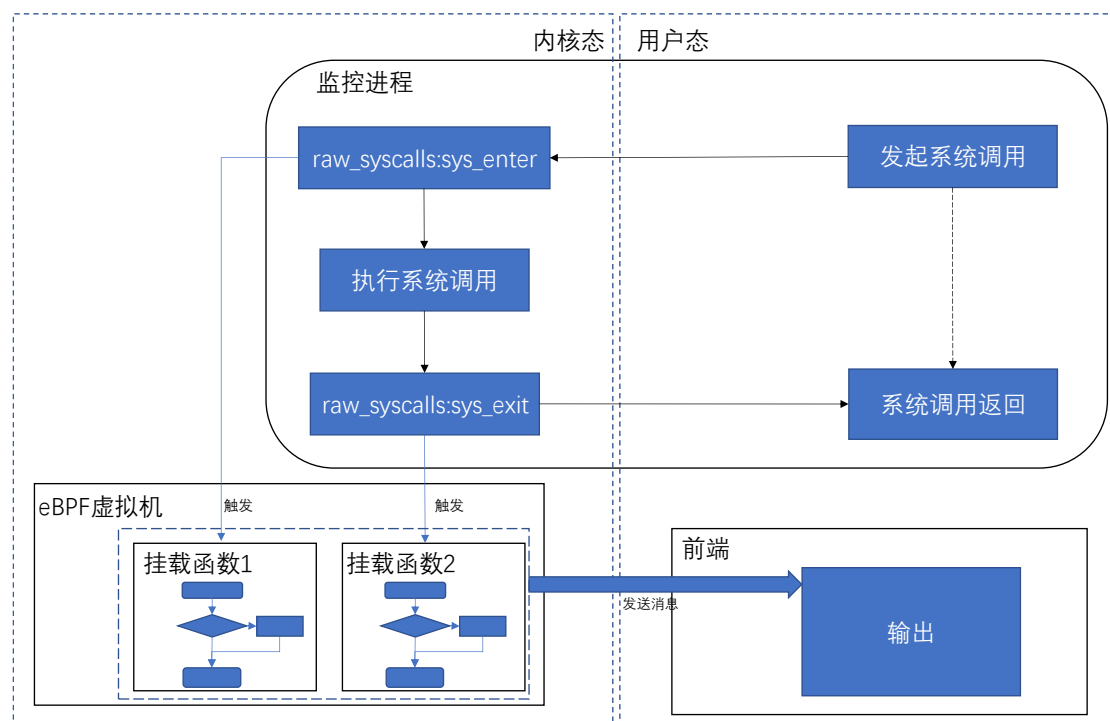 内核态
用户态
监控进程
raw_syscalls:sys_enter
发起系统调用
执行系统调用
raw_syscalls:sys_exit
系统调用返回
eBPF虚拟机
触发
触发
挂载函数1
挂载函数2
发送消息
前端
输出